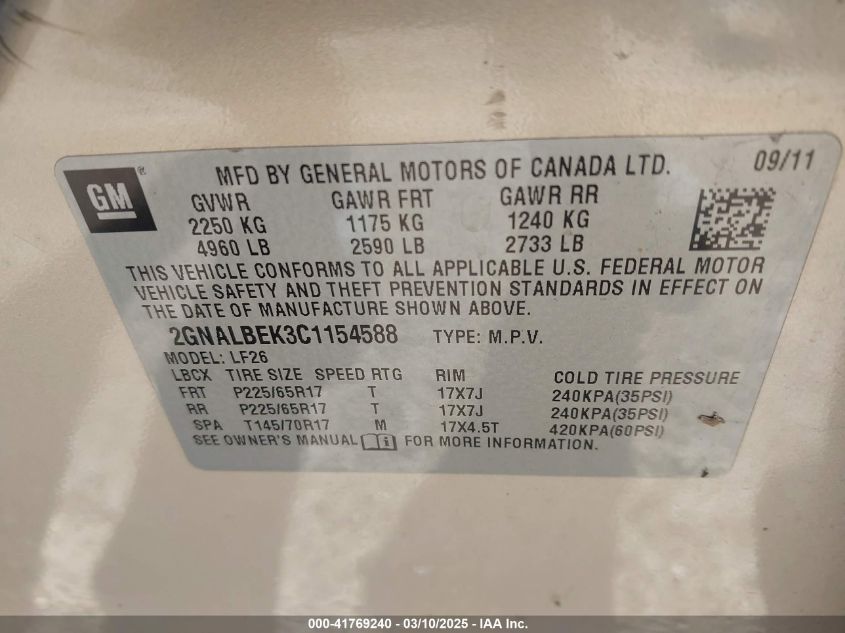 GM®
MFD BY GENERAL MOTORS OF CANADA LTD. 09/11
GVWR GAWR FRT GAWR RR
2250 KG 1175 KG 1240 KG
4960 LB 2590 LB 2733 LB
THIS VEHICLE CONFORMS TO ALL APPLICABLE U.S. FEDERAL MOTOR
VEHICLE SAFETY AND THEFT PREVENTION STANDARDS IN EFFECT ON
THE DATE OF MANUFACTURE SHOWN ABOVE.
2GNALBEK3C1154588 TYPE: M.P.V.
MODEL: LF26
LBCX TIRE SIZE SPEED RTG RIM COLD TIRE PRESSURE
FRT P225/65R17 T 17X7J 240KPA(35PSI)
RR P225/65R17 T 17X7J 240KPA(35PSI)
SPA T145/70R17 M 17X4.5T 420KPA(60PSI)
SEE OWNER'S MANUAL FOR MORE INFORMATION.
000-41769240 - 03/10/2025 - IAA Inc.